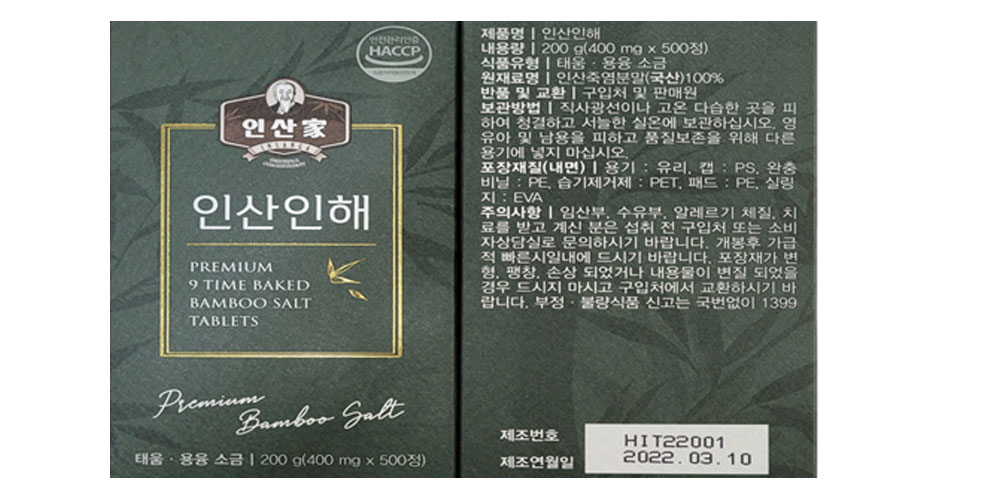 안전관리인증
HACCP
인산家
인산인해
PREMIUM
9 TIME BAKED
BAMBOO SALT
TABLETS
Premium
Bamboo Salt
태움 · 용융 소금 | 200 g(400 mg x 500정)
제품명 | 인산인해
내용량 | 200 g(400 mg x 500정)
식품유형 | 태움 · 용융 소금
원재료명 | 인산죽염분말(국산)100%
반품 및 교환 | 구입처 및 판매원
보관방법 | 직사광선이나 고온 다습한 곳을 피
하여 청결하고 서늘한 실온에 보관하십시오. 영
유아 및 남용을 피하고 품질보존을 위해 다른
용기에 넣지 마십시오.
포장재질(내면) | 용기 : 유리, 캡 : PS, 완충
비닐 : PE, 습기제거제 : PET, 패드 : PE, 실링
지 : EVA
주의사항 | 임산부, 수유부, 알레르기 체질, 치
료를 받고 계신 분은 섭취 전 구입처 또는 소비
자상담실로 문의하시기 바랍니다. 개봉후 가급
적 빠른시일내에 드시기 바랍니다. 포장재가 변
형, 팽창, 손상 되었거나 내용물이 변질 되었을
경우 드시지 마시고 구입처에서 교환하시기 바
랍니다. 부정 · 불량식품 신고는 국번없이 1399
제조번호 HIT22001
제조연월일 2022.03.10